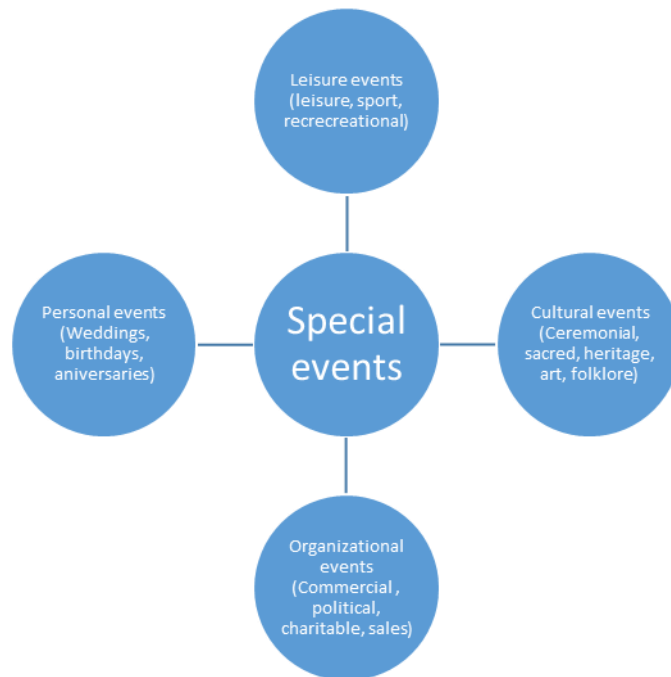 Leisure events
(leisure, sport,
recrecreational)
Personal events
(Weddings,
birthdays,
aniversaries)
Special
events
Cultural events
(Ceremonial,
sacred, heritage,
art, folklore)
Organizational
events
(Commercial ,
political,
charitable, sales)